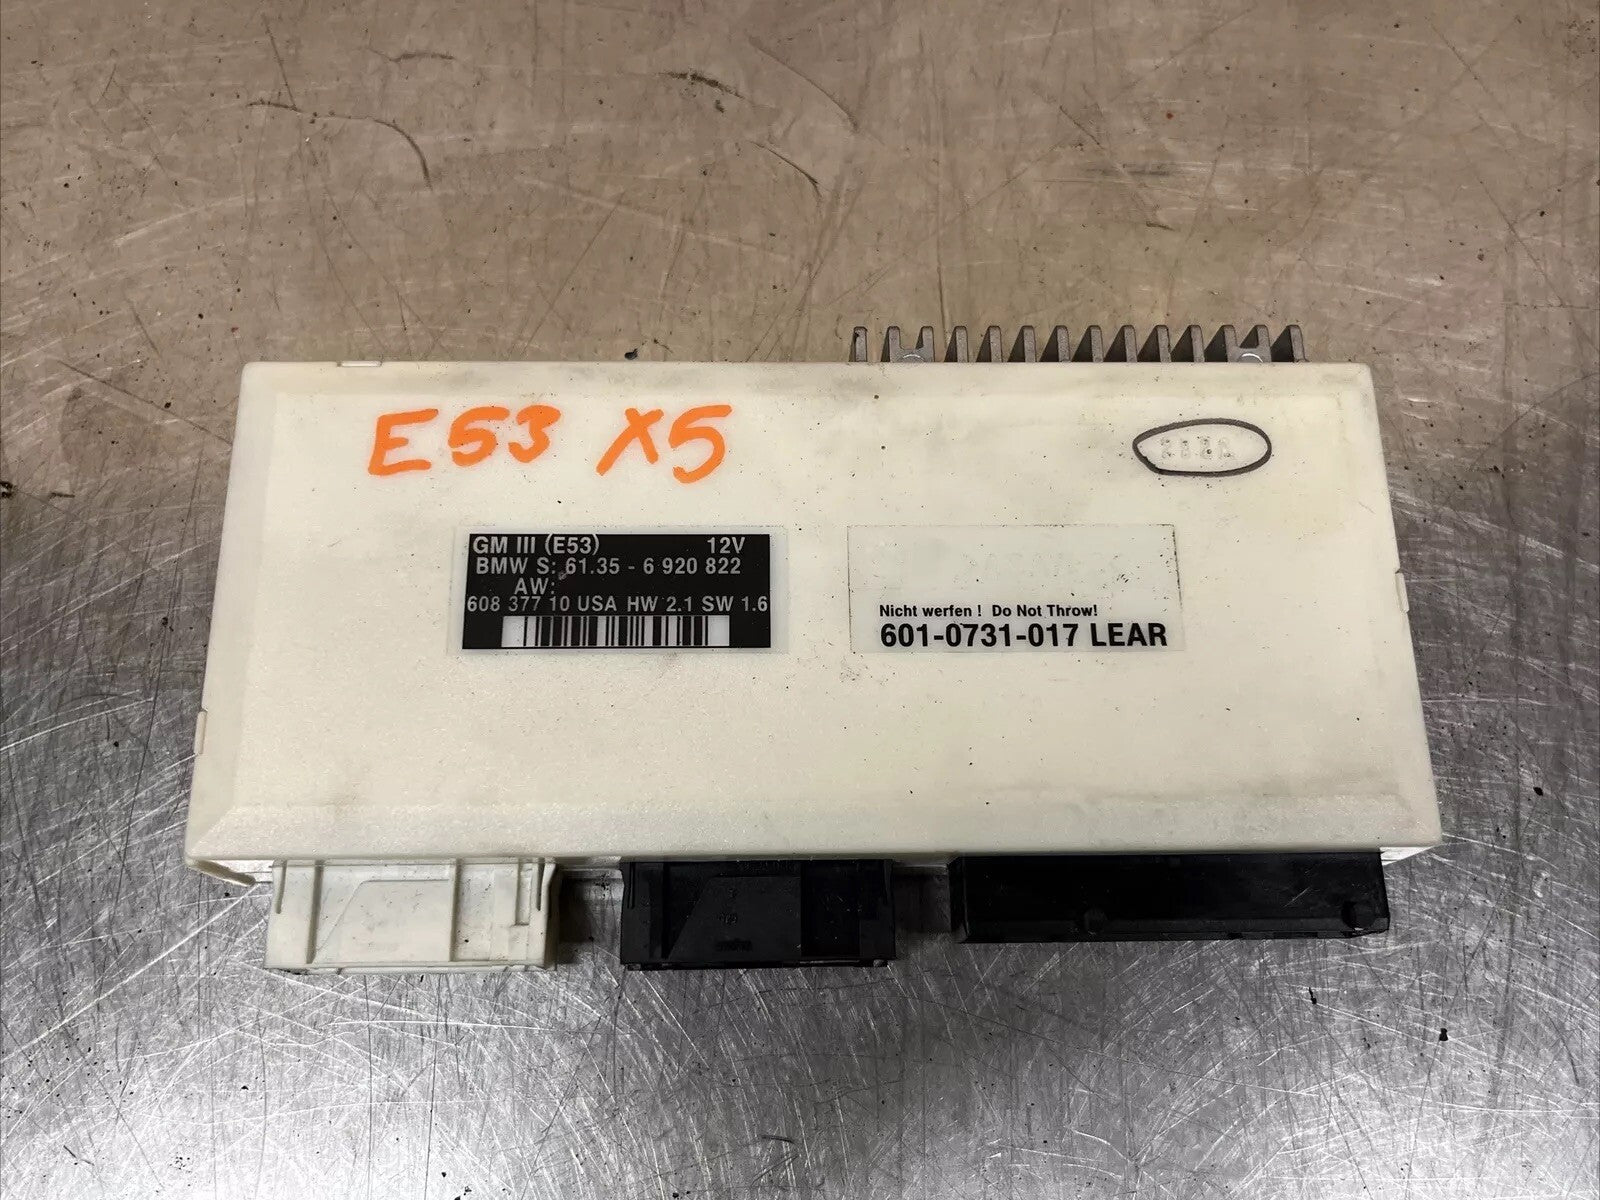 E53 X5
GM III (E53) 12V
BMW S: 61.35 - 6 920 822
AW:
608 377 10 USA HW 2.1 SW 1.6
Nicht werfen ! Do Not Throw!
601-0731-017 LEAR